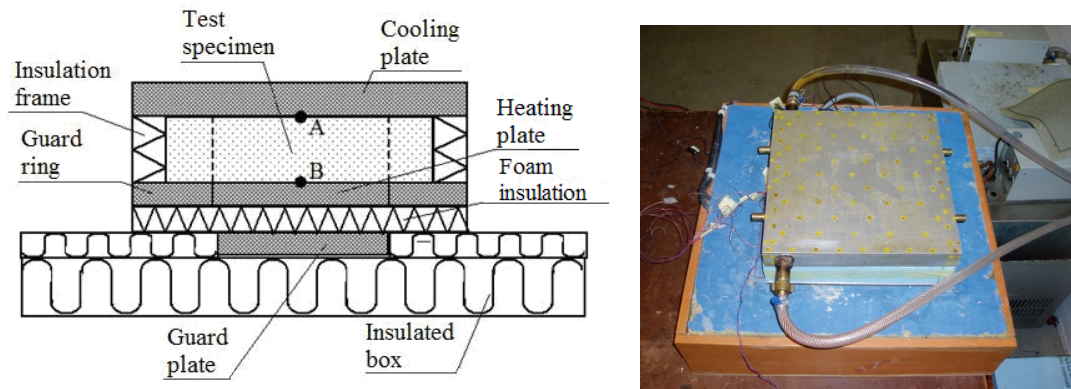 Test
specimen
Cooling
plate
Insulation
frame
Heating
plate
Guard
ring
Foam
insulation
A
B
Guard
plate
Insulated
box